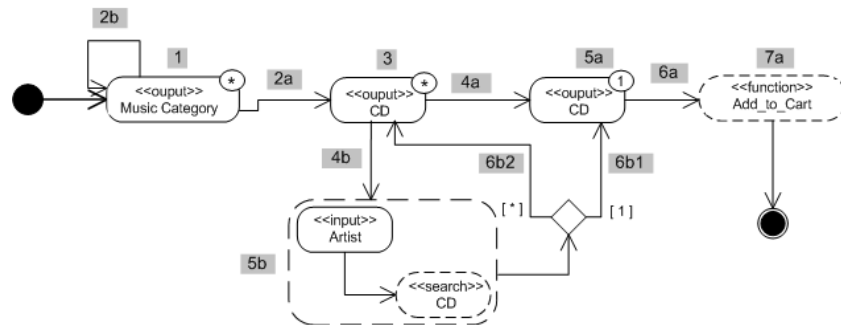 2b
1
<<ouput>>
Music Category
*
2a
3
<<ouput>>
CD
*
4a
5a
<<ouput>>
CD
1
6a
7a
<<function>>
Add_to_Cart
4b
6b2
6b1
[ * ]
[ 1 ]
5b
<<input>>
Artist
<<search>>
CD